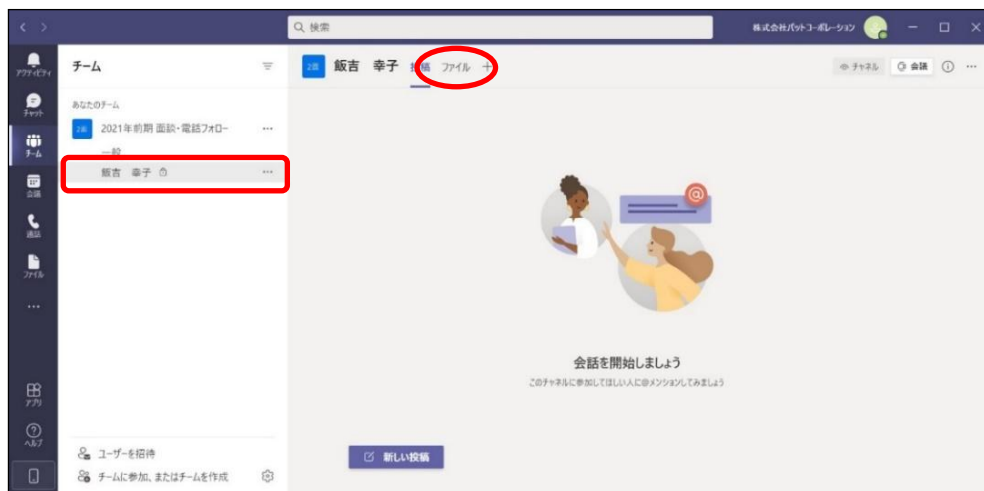 検索
株式会社パットコーポレーション
アクティビティ
チャット
チーム
会議
通話
ファイル
アプリ
ヘルプ
チーム
あなたのチーム
2前
2021年前期 面談・電話フォロー
一般
飯吉 幸子
ユーザーを招待
チームに参加、またはチームを作成
2前
飯吉 幸子
投稿
ファイル
チャネル
会議
会話を開始しましょう
このチャネルに参加してほしい人に@メンションしてみましょう
新しい投稿